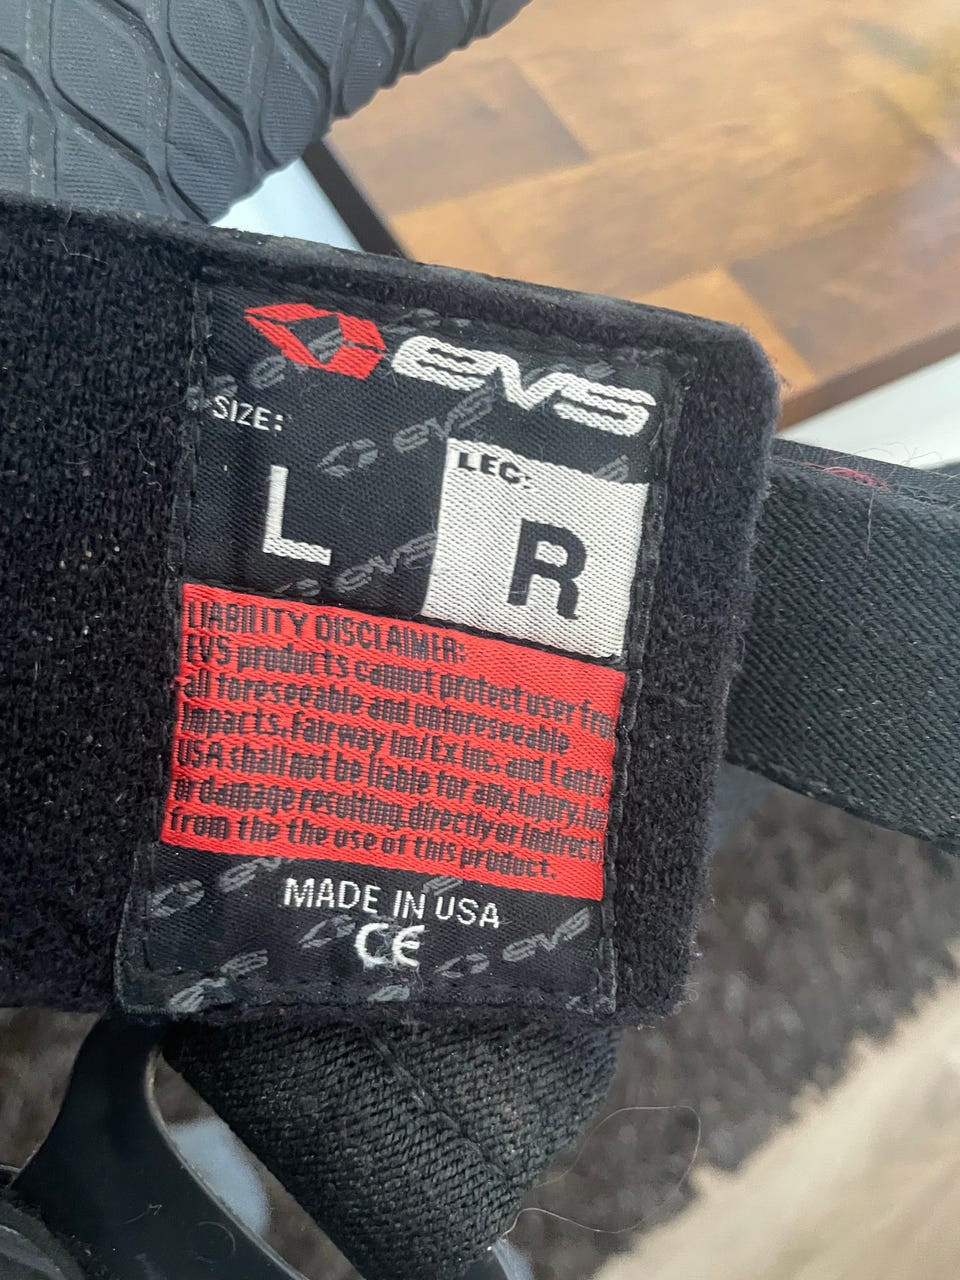 evs
SIZE:
LEG:
L
R
LIABILITY DISCLAIMER:
EVS products cannot protect user
all foreseeable and unforeseeable
impacts. Fairway Im/Ex inc. and
USA shall not be liable for any. Injury,
or damage resulting, directly or
from the the use of this product.
MADE IN USA
CE